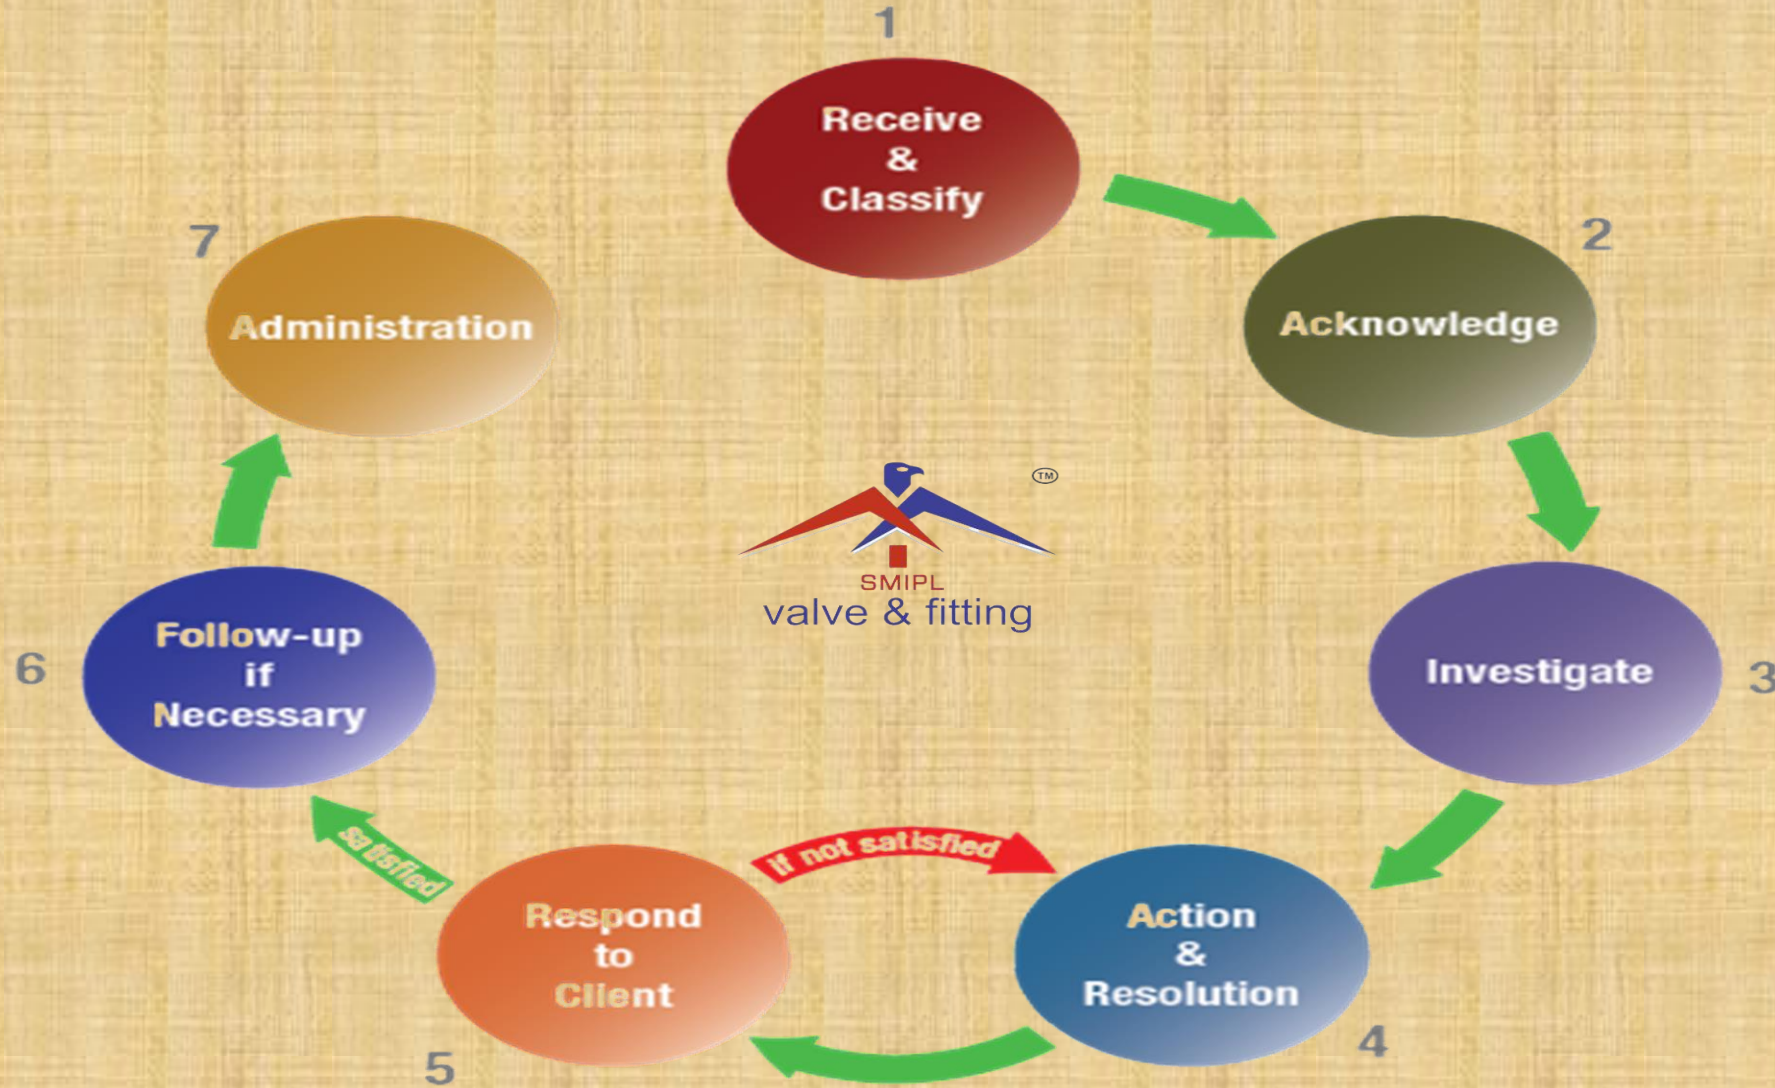 1
Receive
&
Classify
2
Acknowledge
3
Investigate
4
Action
&
Resolution
if not satisfied
5
Respond
to
Client
satisfied
6
Follow-up
if
Necessary
7
Administration
TM
SMIPL
valve & fitting